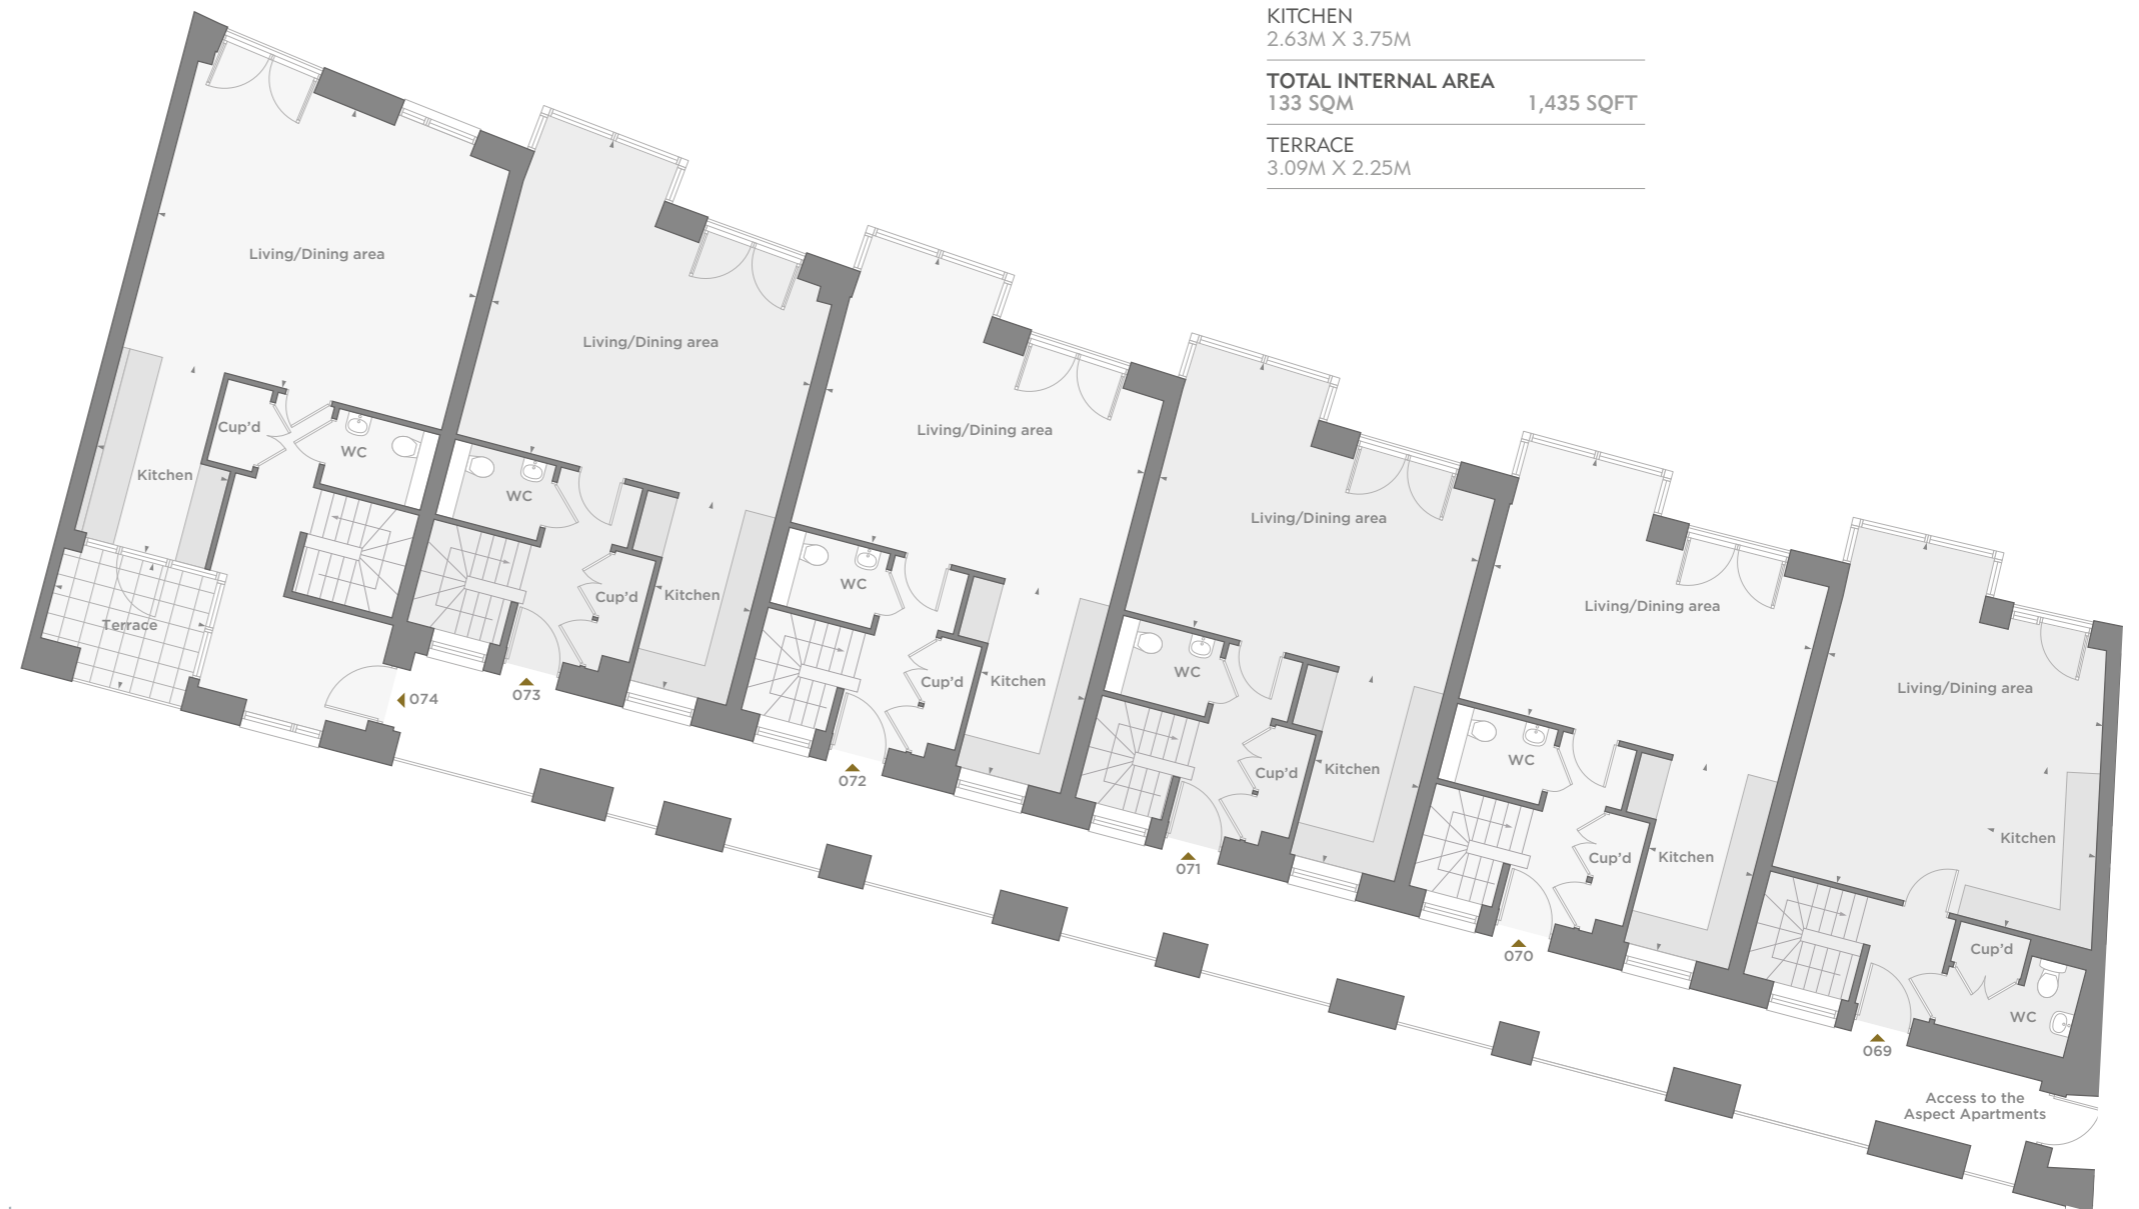 KITCHEN
2.63M X 3.75M
TOTAL INTERNAL AREA
133 SQM 1,435 SQFT
TERRACE
3.09M X 2.25M
Living/Dining area
Cup'd
WC
Kitchen
Terrace
074
Living/Dining area
WC
Cup'd
Kitchen
073
Living/Dining area
WC
Cup'd
Kitchen
072
Living/Dining area
WC
Cup'd
Kitchen
071
Living/Dining area
WC
Cup'd
Kitchen
070
Living/Dining area
Kitchen
Cup'd
WC
069
Access to the
Aspect Apartments